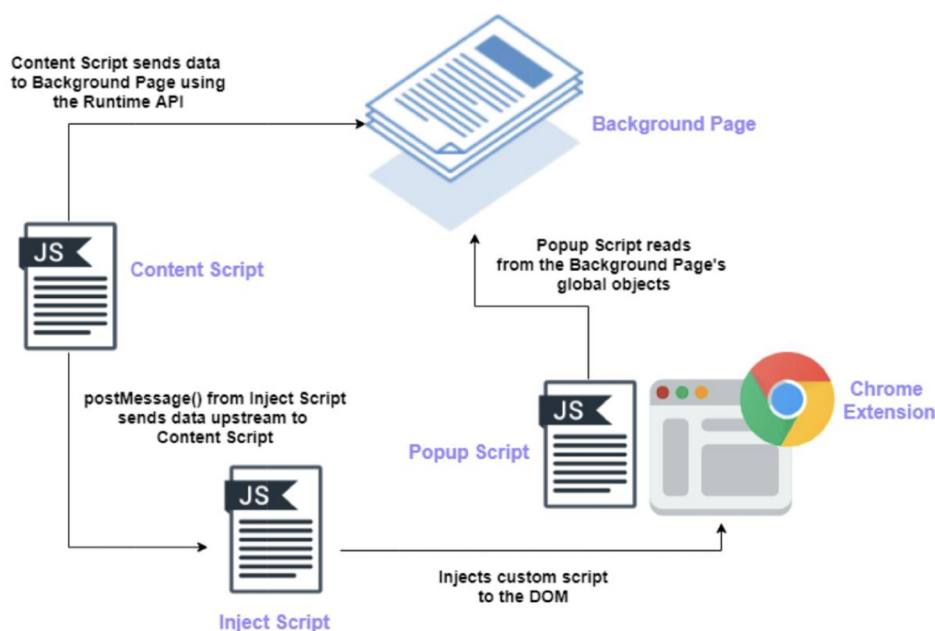 Content Script sends data
to Background Page using
the Runtime API
Background Page
JS
Content Script
Popup Script reads
from the Background Page's
global objects
postMessage() from Inject Script
sends data upstream to
Content Script
JS
Popup Script
Chrome
Extension
JS
Inject Script
Injects custom script
to the DOM